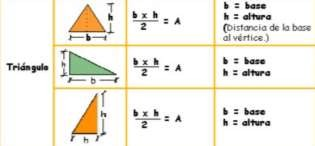 h
b
b x h
2
= A
b = base
h = altura
(Distancia de la base
al vértice.)
Triángulo
h
b
b x h
2
= A
b = base
h = altura
h
b x h
2
= A
b = base
h = altura